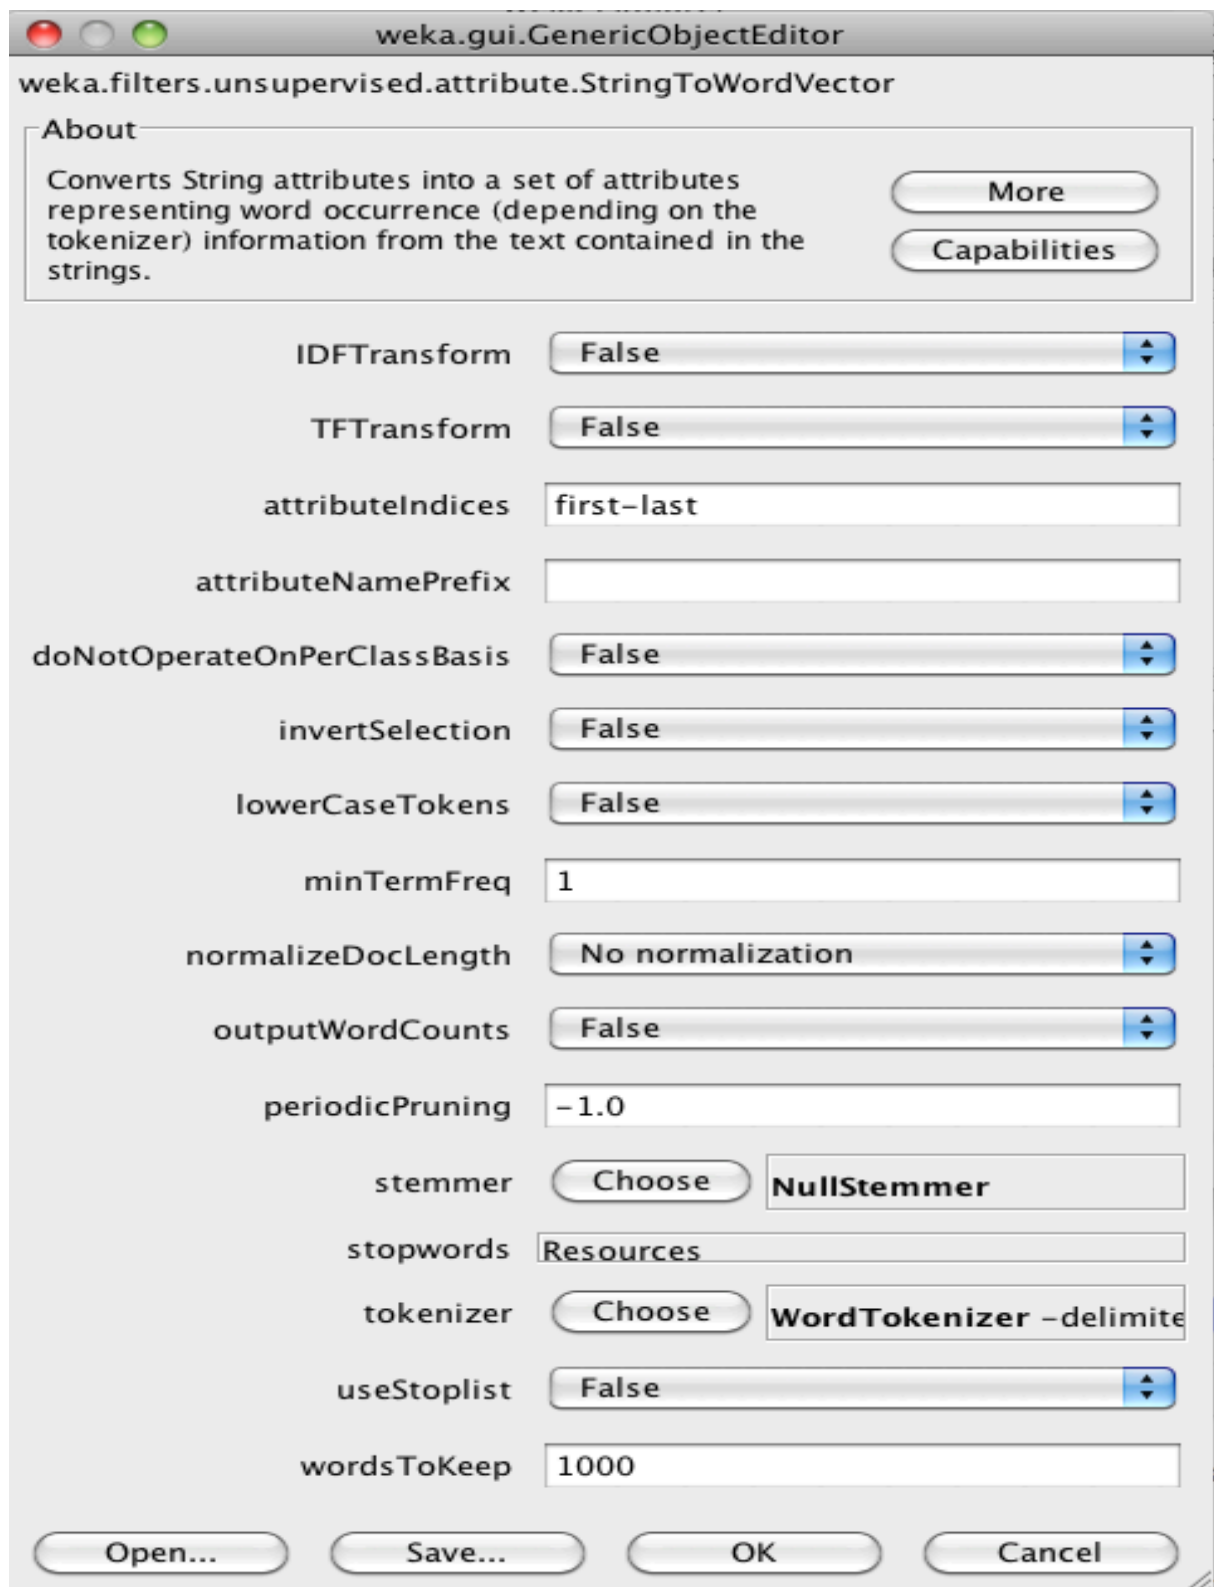 weka.gui.GenericObjectEditor
weka.filters.unsupervised.attribute.StringToWordVector
About
Converts String attributes into a set of attributes
representing word occurrence (depending on the
tokenizer) information from the text contained in the
strings.
More
Capabilities
IDFTransform False
TFTransform False
attributeIndices first-last
attributeNamePrefix
doNotOperateOnPerClassBasis False
invertSelection False
lowerCaseTokens False
minTermFreq 1
normalizeDocLength No normalization
outputWordCounts False
periodicPruning -1.0
stemmer Choose NullStemmer
stopwords Resources
tokenizer Choose WordTokenizer -delimite
useStoplist False
wordsToKeep 1000
Open... Save... OK Cancel